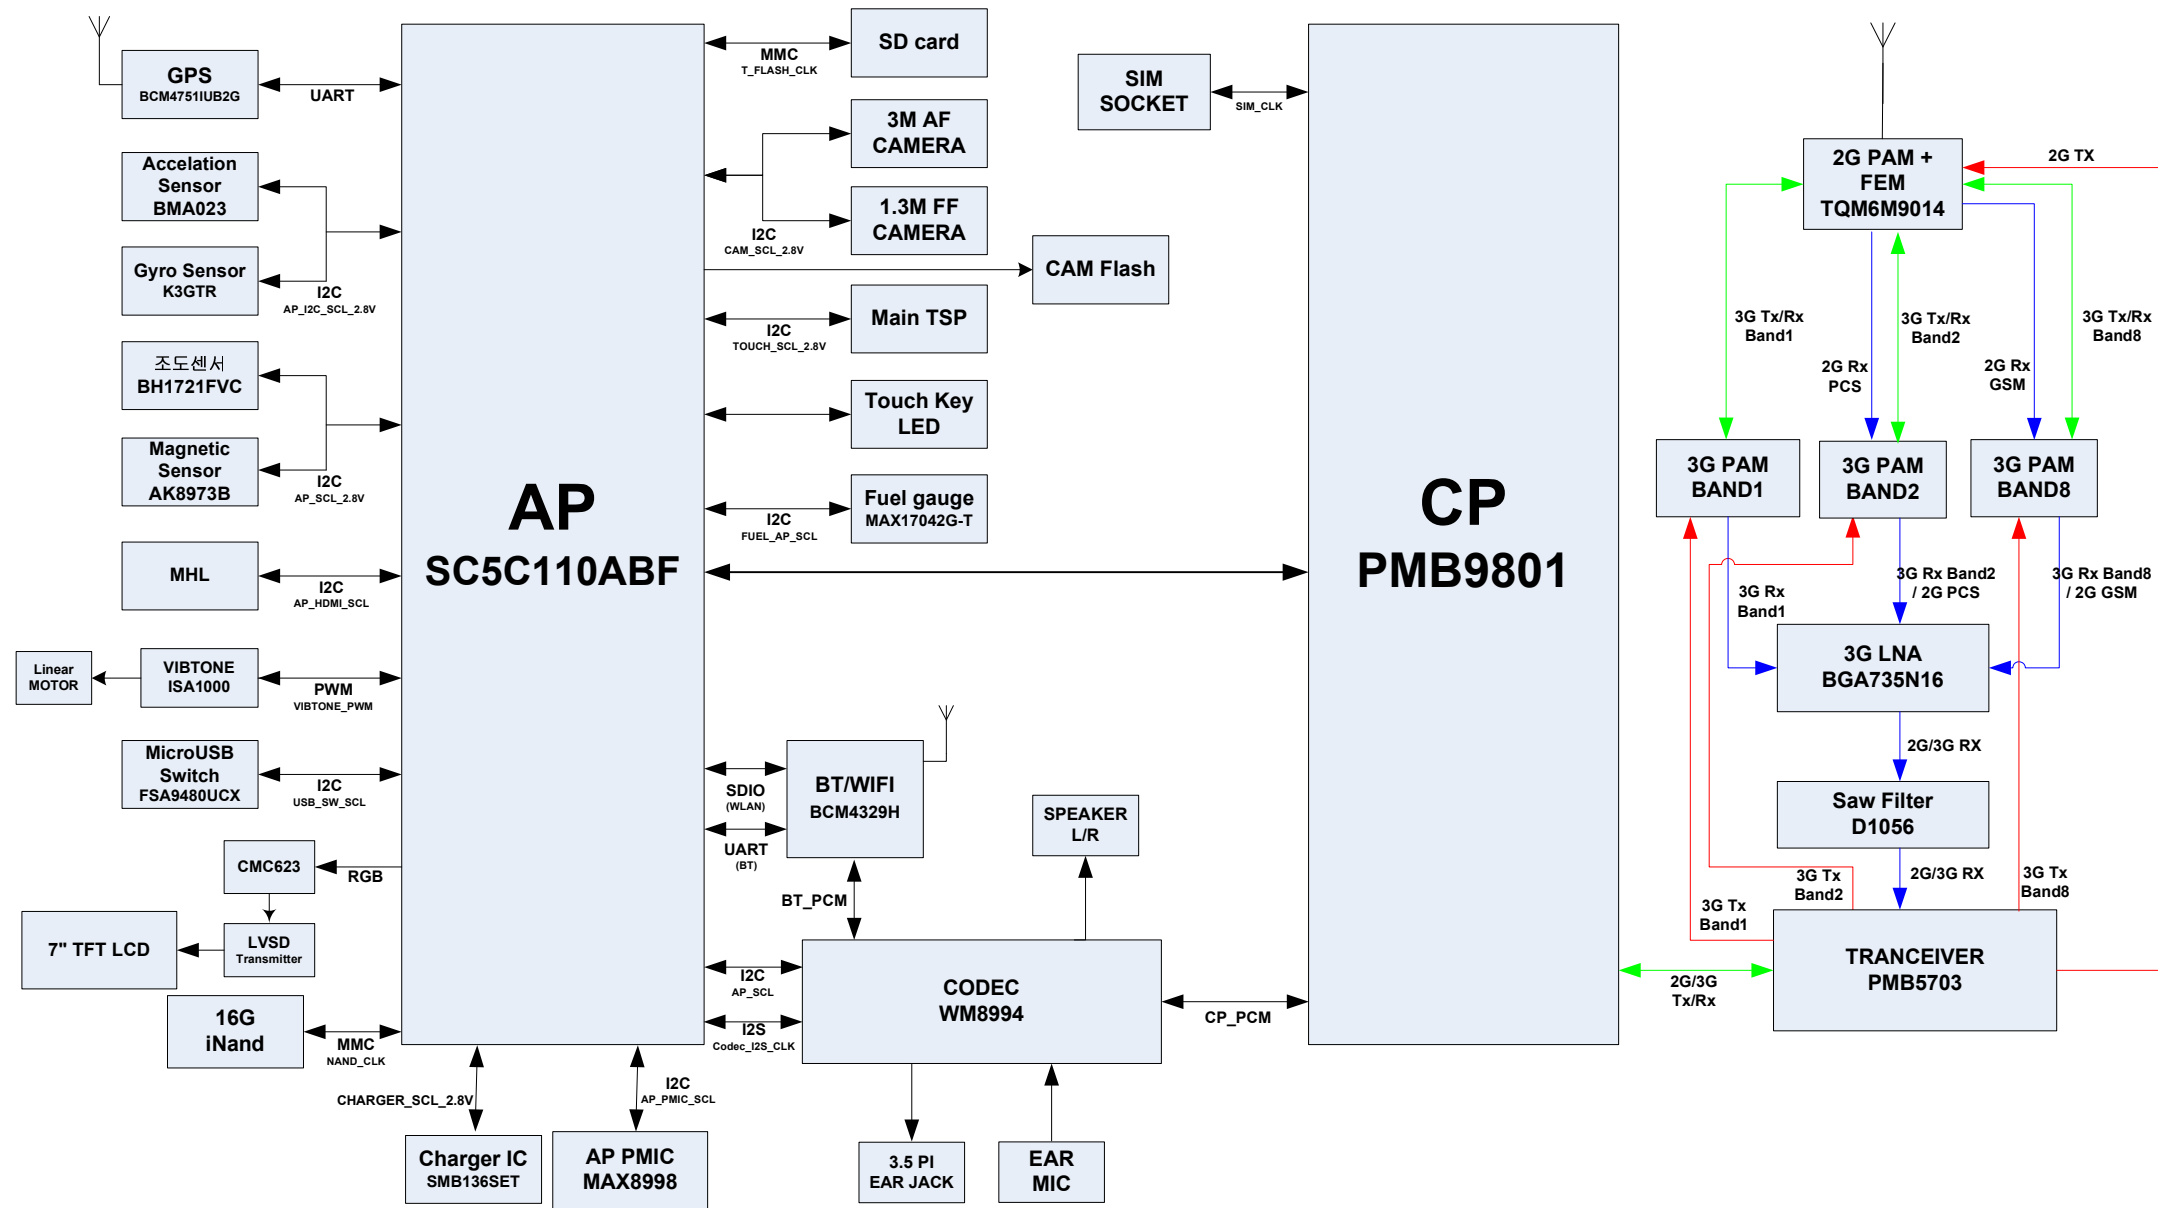 GPS
BCM4751IUB2G
UART
Accelation
Sensor
BMA023
Gyro Sensor
K3GTR
I2C
AP_I2C_SCL_2.8V
조도센서
BH1721FVC
Magnetic
Sensor
AK8973B
I2C
AP_SCL_2.8V
MHL
I2C
AP_HDMI_SCL
Linear
MOTOR
VIBTONE
ISA1000
PWM
VIBTONE_PWM
MicroUSB
Switch
FSA9480UCX
I2C
USB_SW_SCL
CMC623
RGB
7" TFT LCD
LVSD
Transmitter
16G
iNand
MMC
NAND_CLK
AP
SC5C110ABF
CHARGER_SCL_2.8V
Charger IC
SMB136SET
I2C
AP_PMIC_SCL
AP PMIC
MAX8998
MMC
T_FLASH_CLK
SD card
3M AF
CAMERA
1.3M FF
CAMERA
I2C
CAM_SCL_2.8V
CAM Flash
I2C
TOUCH_SCL_2.8V
Main TSP
Touch Key
LED
Fuel gauge
MAX17042G-T
I2C
FUEL_AP_SCL
SDIO
(WLAN)
UART
(BT)
BT/WIFI
BCM4329H
BT_PCM
SPEAKER
L/R
I2C
AP_SCL
I2S
Codec_I2S_CLK
CODEC
WM8994
CP_PCM
3.5 PI
EAR JACK
EAR
MIC
SIM
SOCKET
SIM_CLK
CP
PMB9801
2G PAM +
FEM
TQM6M9014
2G TX
3G Tx/Rx
Band1
3G Tx/Rx
Band2
3G Tx/Rx
Band8
2G Rx
PCS
2G Rx
GSM
3G PAM
BAND1
3G PAM
BAND2
3G PAM
BAND8
3G Rx
Band1
3G Rx Band2
/ 2G PCS
3G Rx Band8
/ 2G GSM
3G LNA
BGA735N16
2G/3G RX
Saw Filter
D1056
2G/3G RX
3G Tx
Band2
3G Tx
Band8
3G Tx
Band1
2G/3G
Tx/Rx
TRANCEIVER
PMB5703